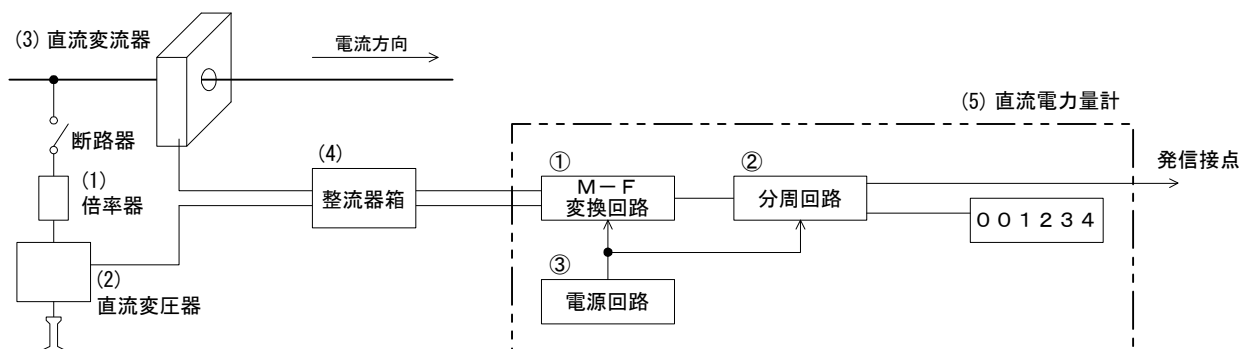 (3) 直流変流器
電流方向
(5) 直流電力量計
断路器
(1)
倍率器
(2)
直流変圧器
(4)
整流器箱
①
M－F
変換回路
②
分周回路
発信接点
001234
③
電源回路